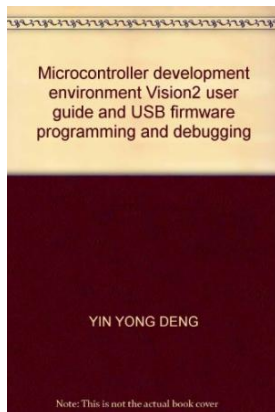 Microcontroller development
environment Vision2 user
guide and USB firmware
programming and debugging
YIN YONG DENG
Note: This is not the actual book cover